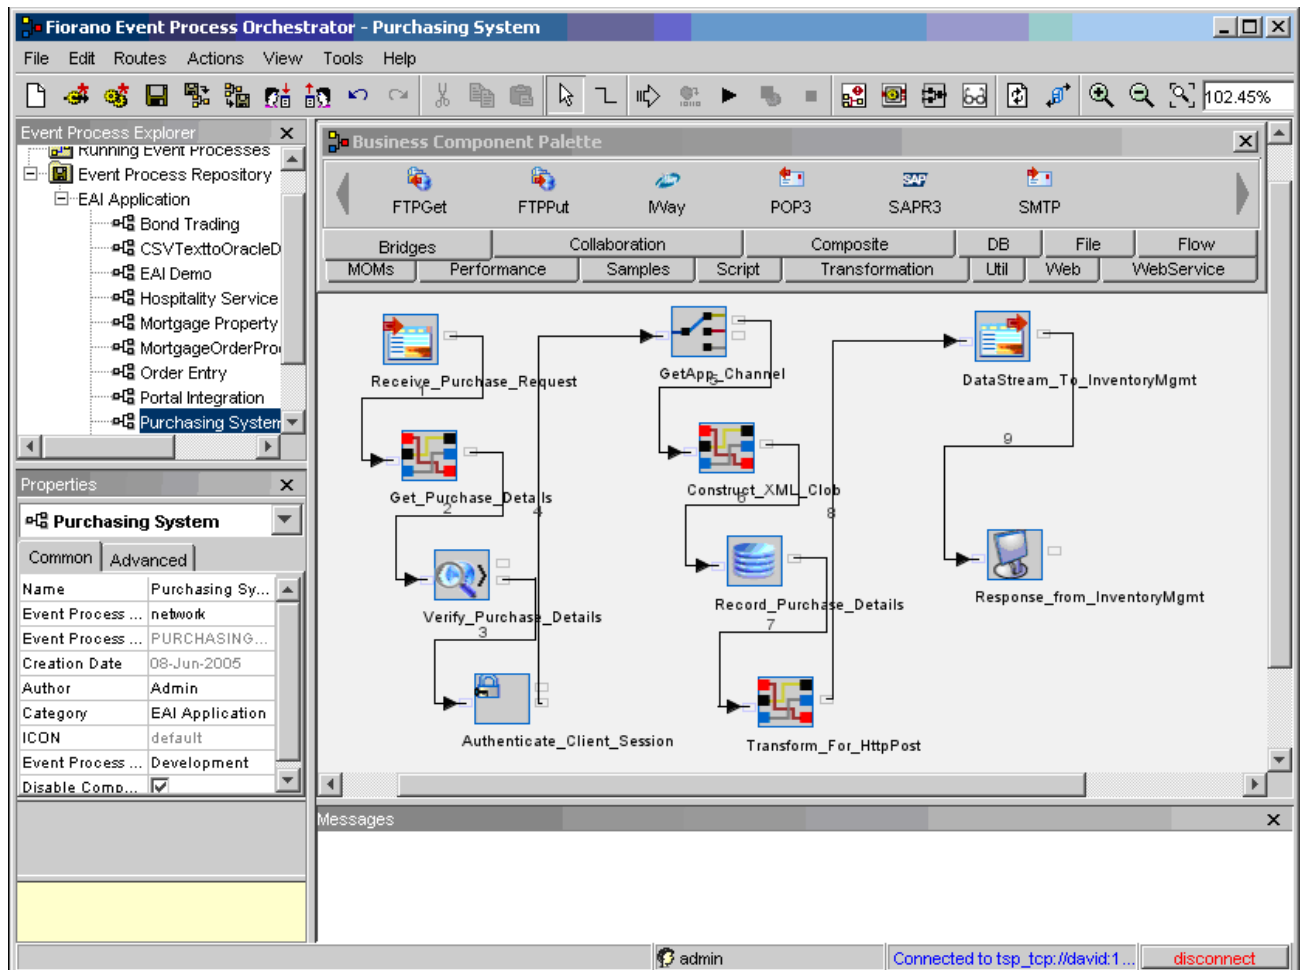 Fiorano Event Process Orchestrator - Purchasing System
File Edit Routes Actions View Tools Help
102.45%
Event Process Explorer
Running Event Processes
Event Process Repository
EAI Application
Bond Trading
CSVTexttoOracleD
EAI Demo
Hospitality Service
Mortgage Property
MortgageOrderPro
Order Entry
Portal Integration
Purchasing System
Properties
Purchasing System
Common Advanced
Name Purchasing Sy...
Event Process ... network
Event Process ... PURCHASING...
Creation Date 08-Jun-2005
Author Admin
Category EAI Application
ICON default
Event Process ... Development
Disable Comp...
Business Component Palette
SAP
FTPGet FTPPut iWay POP3 SAPR3 SMTP
Bridges Collaboration Composite DB File Flow
MOMs Performance Samples Script Transformation Util Web WebService
Receive_Purchase_Request
1
Get_Purchase_Details
2
Verify_Purchase_Details
3
Authenticate_Client_Session
4
GetApp_Channel
5
Construct_XML_Clob
6
Record_Purchase_Details
7
Transform_For_HttpPost
8
DataStream_To_InventoryMgmt
9
Response_from_InventoryMgmt
Messages
admin
Connected to tsp_tcp://david:1...
disconnect